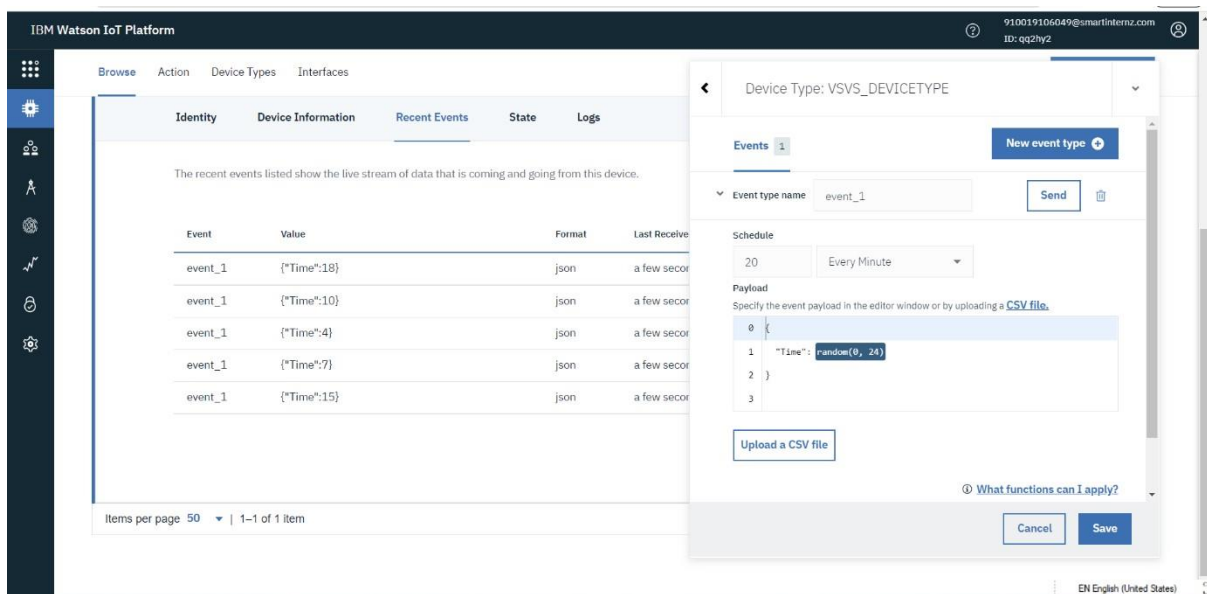 IBM Watson IoT Platform
910019106049@smartinternz.com
ID: qq2hy2
Browse Action Device Types Interfaces
Identity Device Information Recent Events State Logs
The recent events listed show the live stream of data that is coming and going from this device.
Event Value Format Last Receive
event_1 {"Time":18} json a few secor
event_1 {"Time":10} json a few secor
event_1 {"Time":4} json a few secor
event_1 {"Time":7} json a few secor
event_1 {"Time":15} json a few secor
Items per page 50 | 1–1 of 1 item
Device Type: VSVS_DEVICETYPE
Events 1 New event type
Event type name event_1 Send
Schedule
20 Every Minute
Payload
Specify the event payload in the editor window or by uploading a CSV file.
0 {
1 "Time": random(0, 24)
2 }
3
Upload a CSV file
What functions can I apply?
Cancel Save
EN English (United States)